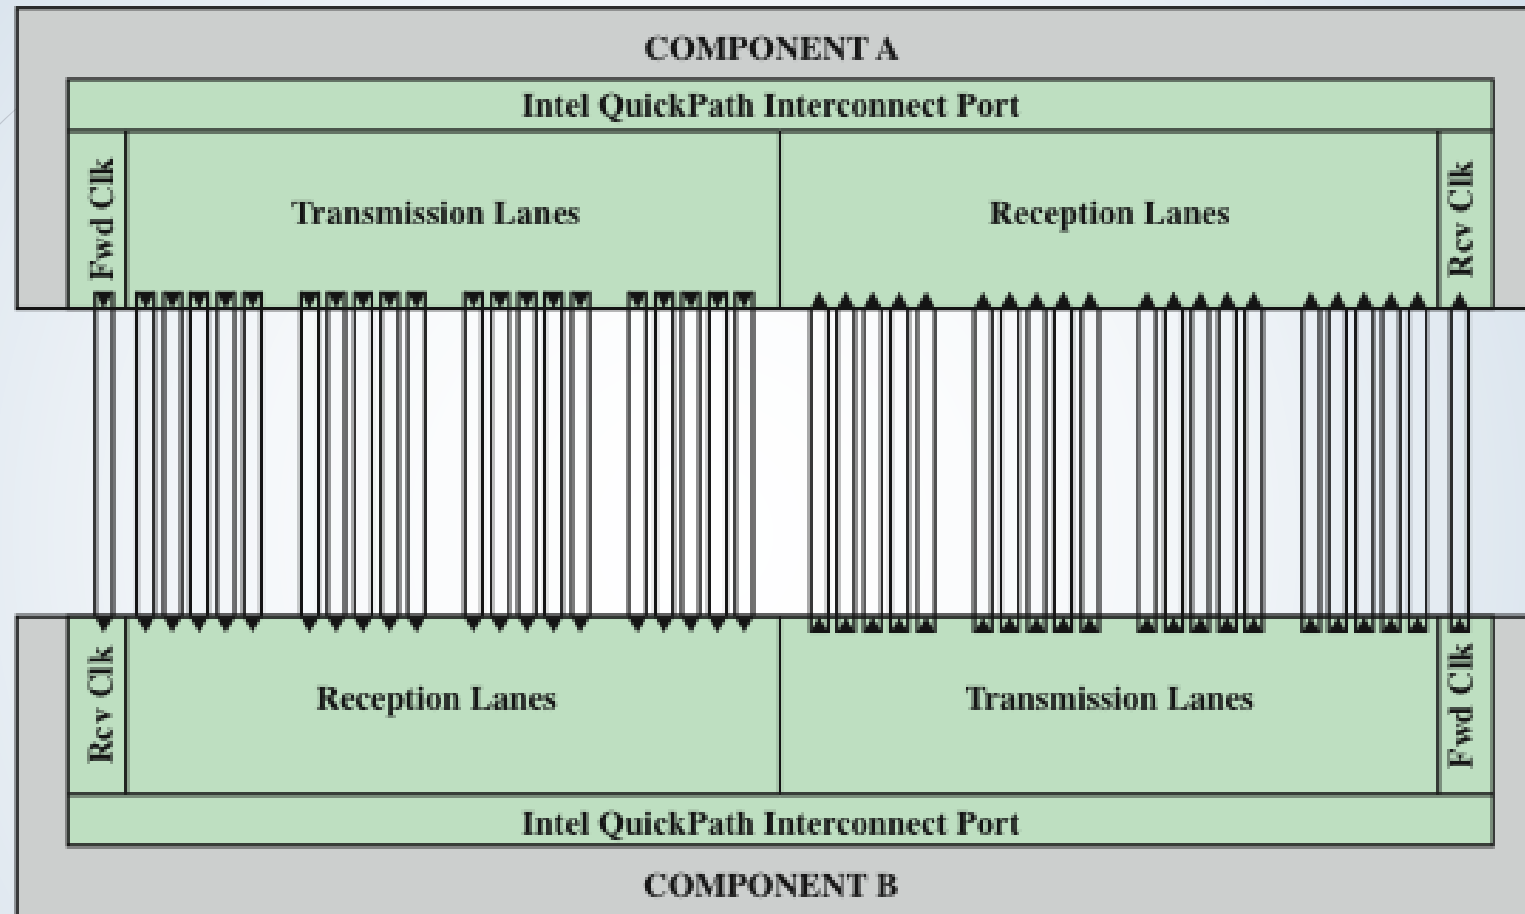 COMPONENT A
Intel QuickPath Interconnect Port
Fwd Clk
Transmission Lanes
Reception Lanes
Rcv Clk
Rcv Clk
Reception Lanes
Transmission Lanes
Fwd Clk
Intel QuickPath Interconnect Port
COMPONENT B